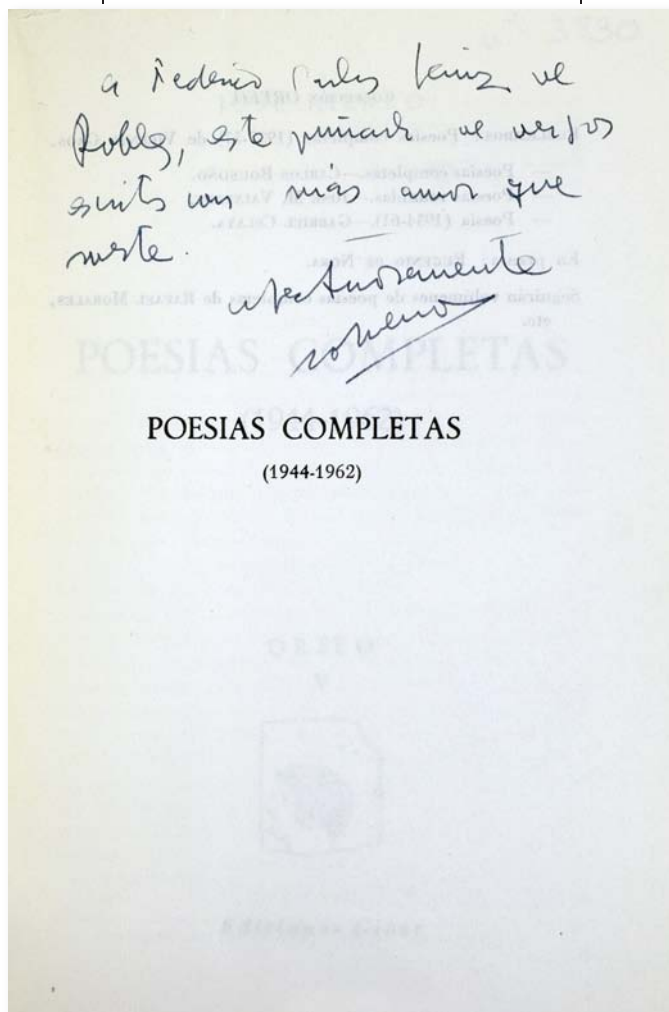 a Federico Carlos Sainz de
Robles, este puñado de versos
escritos con más amor que
suerte.
afectuosamente
POESIAS COMPLETAS
(1944-1962)